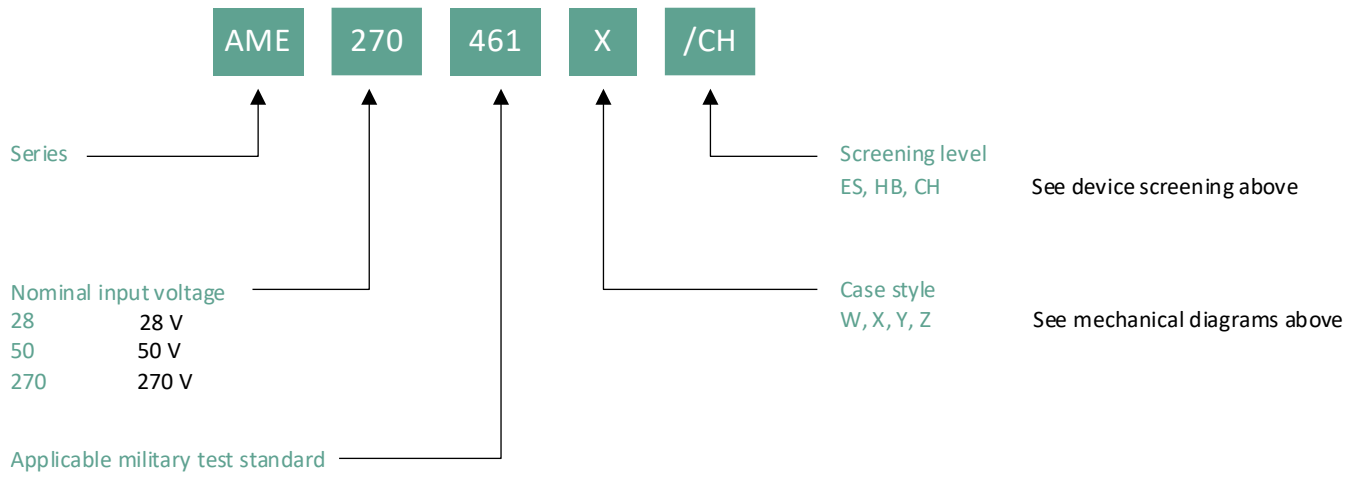 AME 270 461 X /CH
Series
Screening level
ES, HB, CH See device screening above
Nominal input voltage
28 28 V
50 50 V
270 270 V
Case style
W, X, Y, Z See mechanical diagrams above
Applicable military test standard